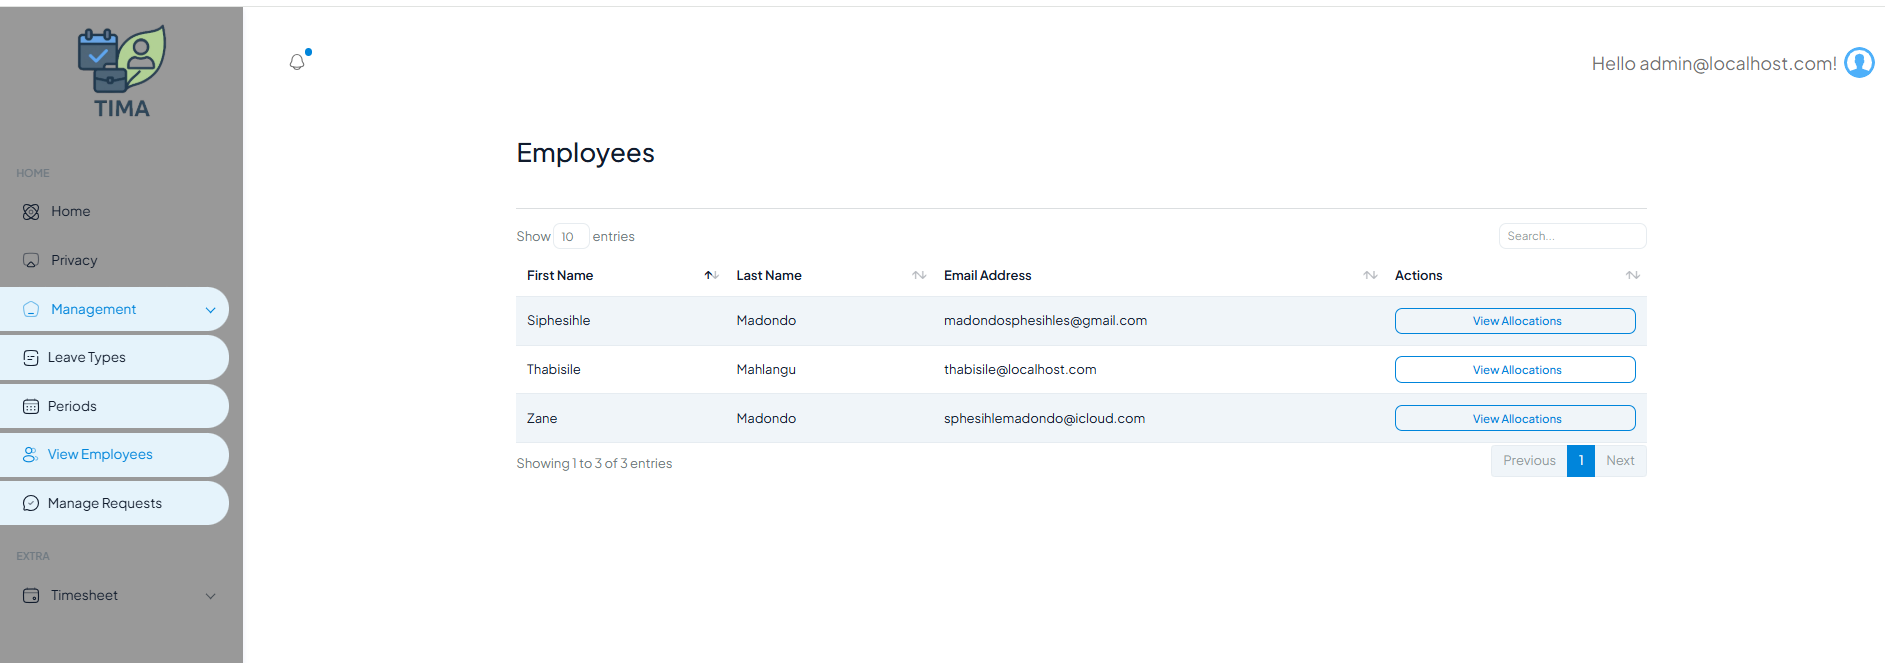 TIMA
HOME
Home
Privacy
Management
Leave Types
Periods
View Employees
Manage Requests
EXTRA
Timesheet
Hello admin@localhost.com!
Employees
Show 10 entries
Search...
First Name Last Name Email Address Actions
Siphesihle Madondo madondosphesihles@gmail.com View Allocations
Thabisile Mahlangu thabisile@localhost.com View Allocations
Zane Madondo sphesihlemadondo@icloud.com View Allocations
Showing 1 to 3 of 3 entries
Previous 1 Next